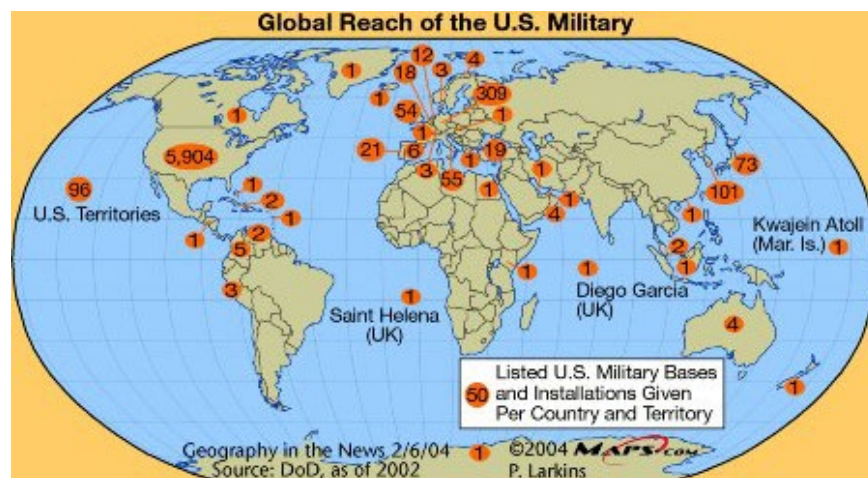 Global Reach of the U.S. Military
12
4
1
3
18
309
1
54
1
1
1
5,904
21
6
19
1
1
73
3
55
1
101
96
1
2
1
4
1
1
U.S. Territories
1
2
5
2
1
Kwajein Atoll
(Mar. Is.)
1
1
1
3
1
Diego Garcia
(UK)
Saint Helena
(UK)
4
1
50
Listed U.S. Military Bases
and Installations Given
Per Country and Territory
Geography in the News 2/6/04
Source: DoD, as of 2002
1
©2004 MAPS.COM
P. Larkins